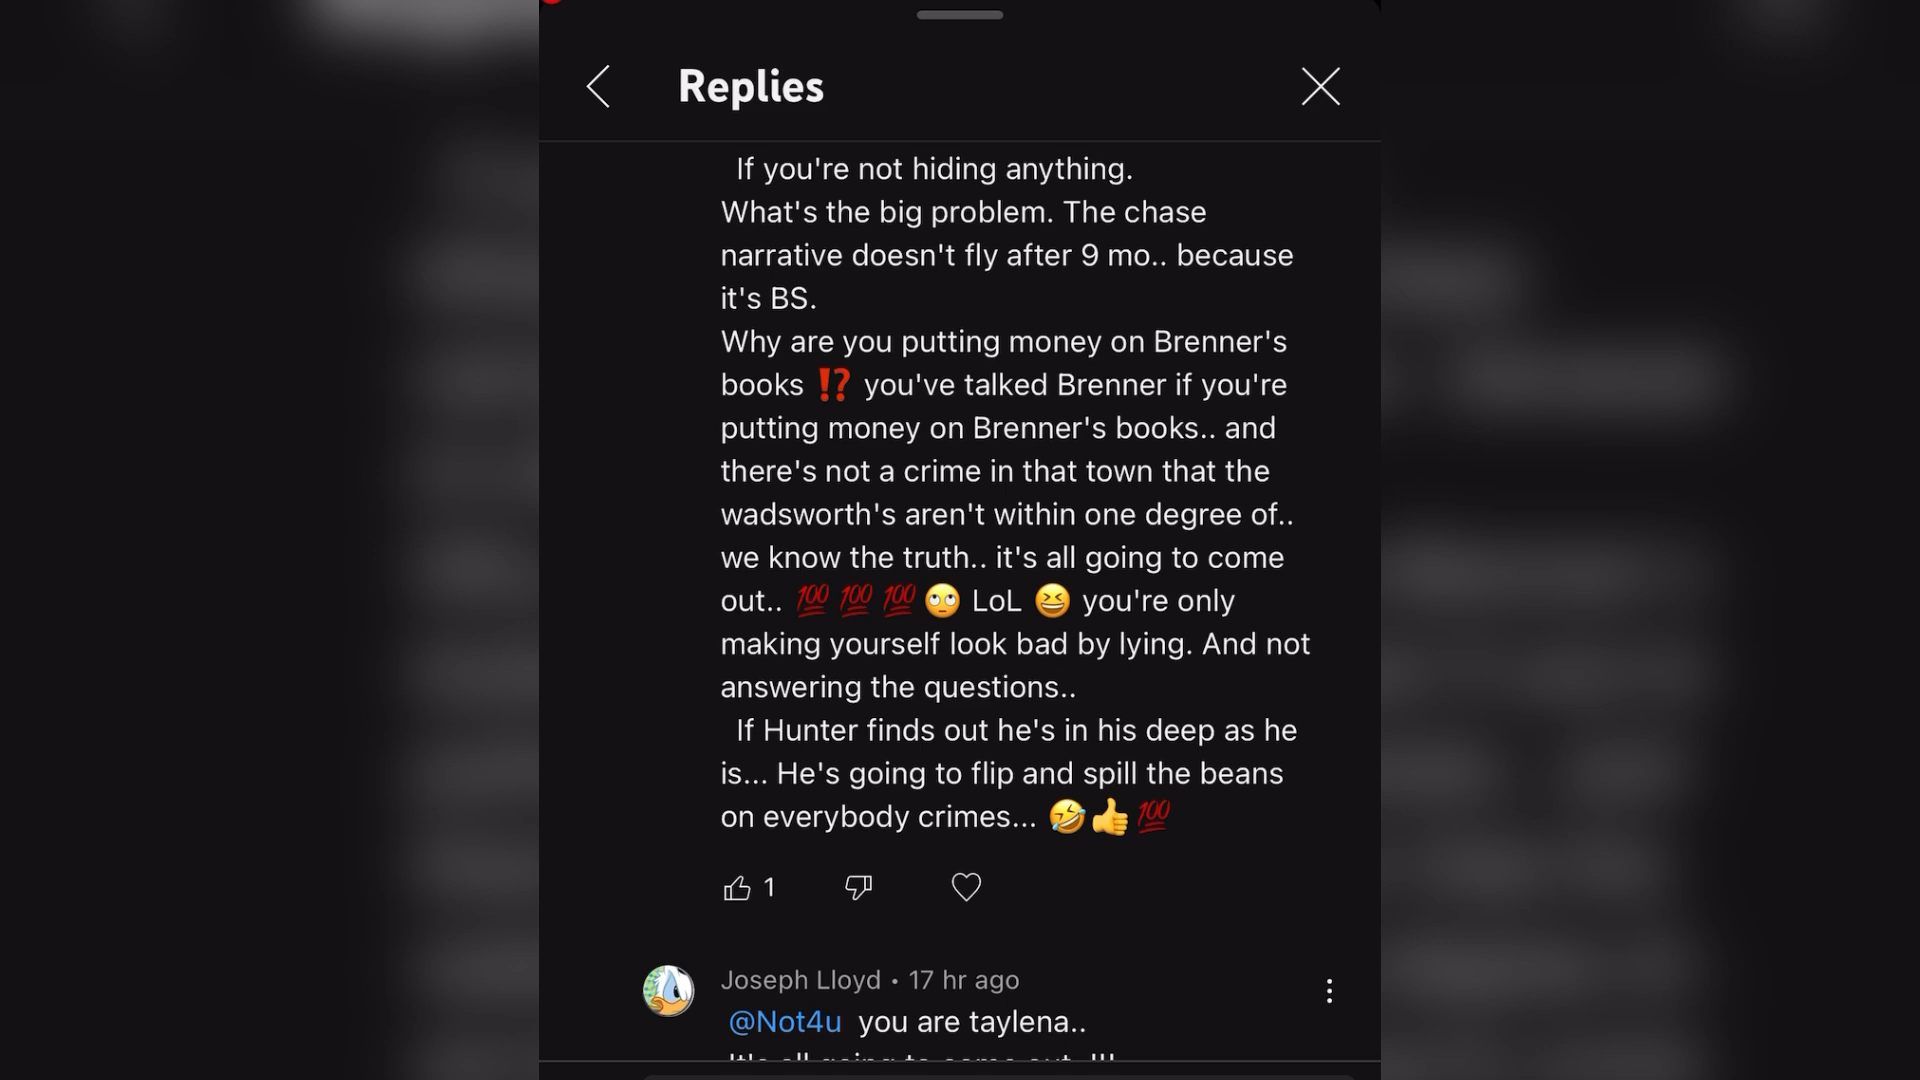 Replies
If you're not hiding anything.
What's the big problem. The chase
narrative doesn't fly after 9 mo.. because
it's BS.
Why are you putting money on Brenner's
books ⁉️ you've talked Brenner if you're
putting money on Brenner's books.. and
there's not a crime in that town that the
wadsworth's aren't within one degree of..
we know the truth.. it's all going to come
out.. 💯 💯 💯 🙄 LoL 😆 you're only
making yourself look bad by lying. And not
answering the questions..
If Hunter finds out he's in his deep as he
is... He's going to flip and spill the beans
on everybody crimes... 🤣👍💯
1
Joseph Lloyd • 17 hr ago
@Not4u you are taylena..
It's all going to come out..!!!